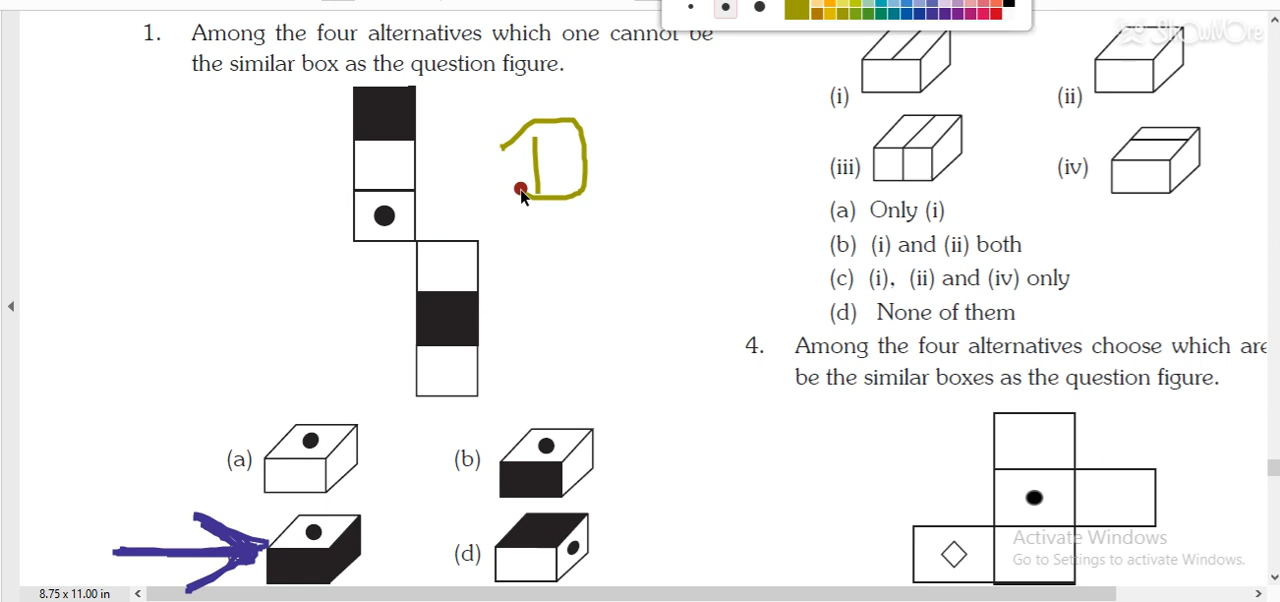 ShowMore
1. Among the four alternatives which one cannot be
the similar box as the question figure.
D
(a)
(b)
(d)
(i)
(ii)
(iii)
(iv)
(a) Only (i)
(b) (i) and (ii) both
(c) (i), (ii) and (iv) only
(d) None of them
4. Among the four alternatives choose which are
be the similar boxes as the question figure.
Activate Windows
Go to Settings to activate Windows.
8.75 x 11.00 in